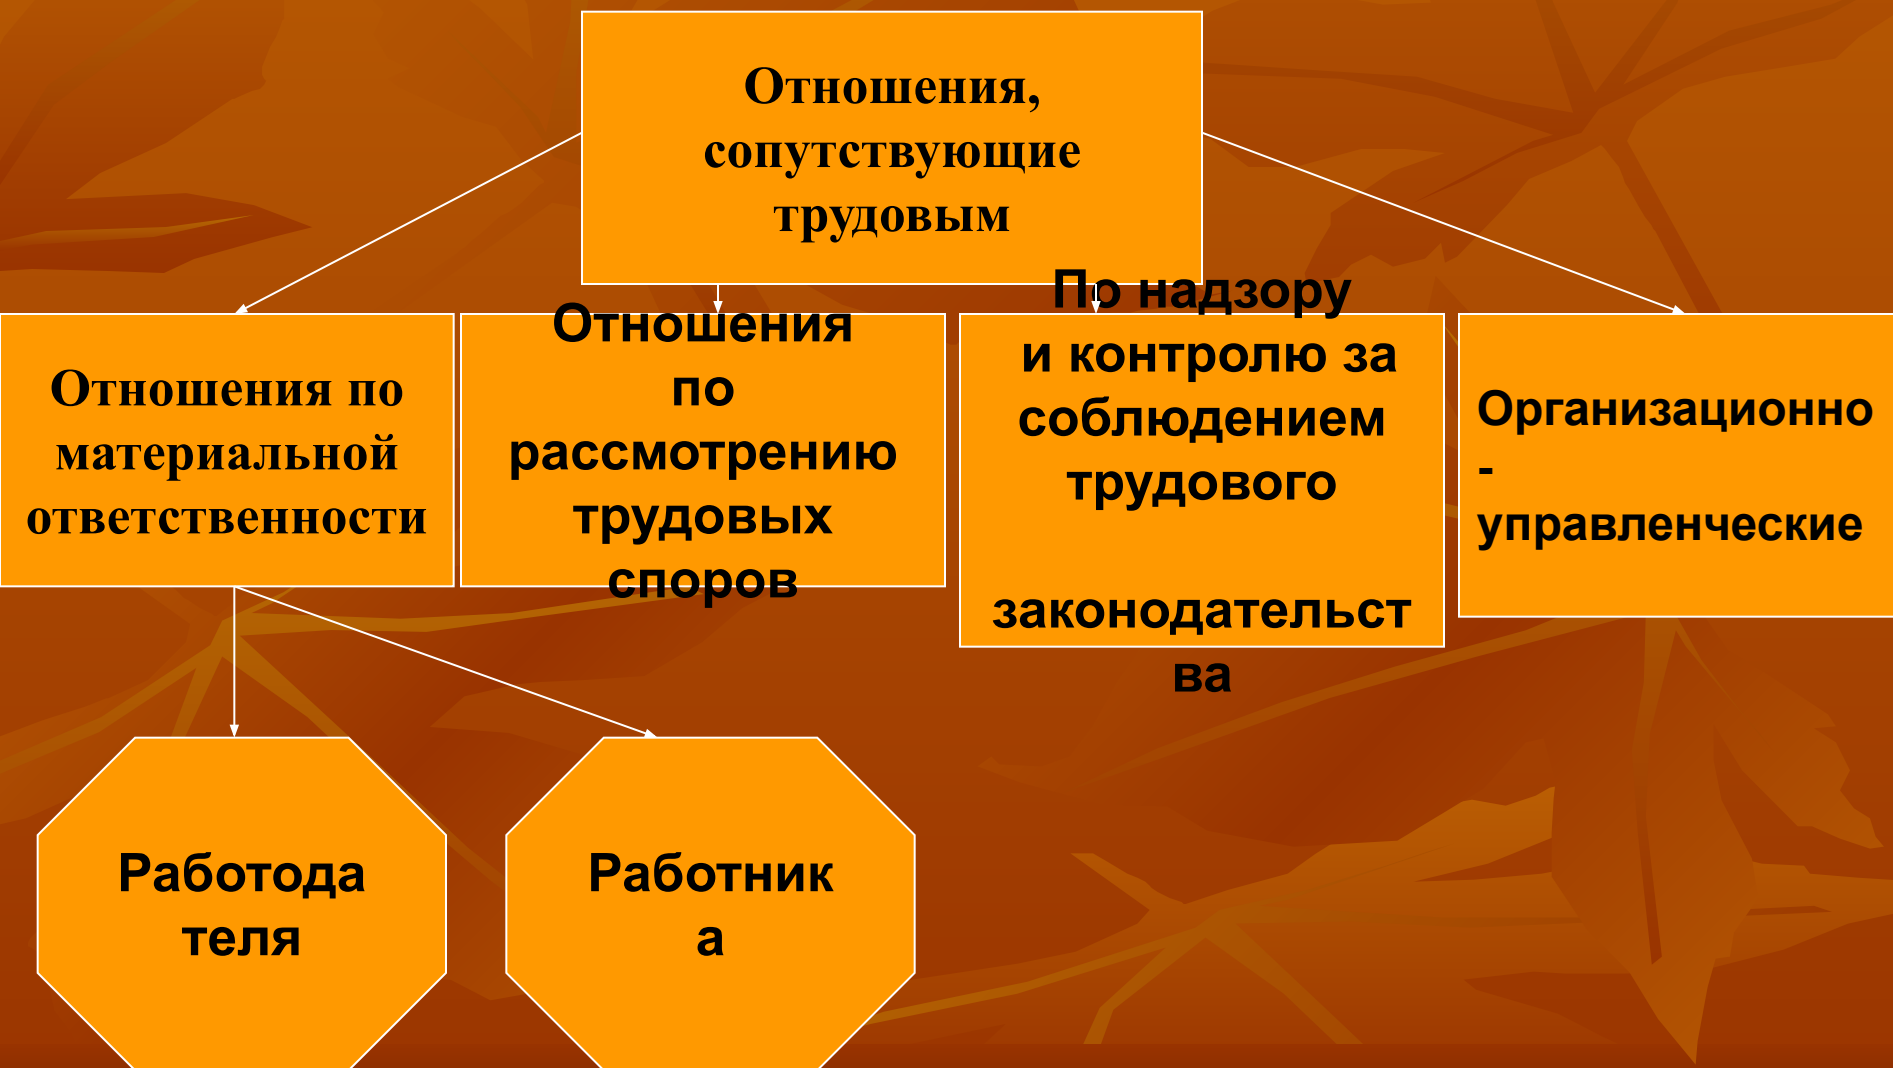 Отношения,
сопутствующие
трудовым
Отношения по
материальной
ответственности
Отношения
по
рассмотрению
трудовых
споров
По надзору
и контролю за
соблюдением
трудового
законодательст
ва
Организационно
-
управленческие
Работода
теля
Работник
а